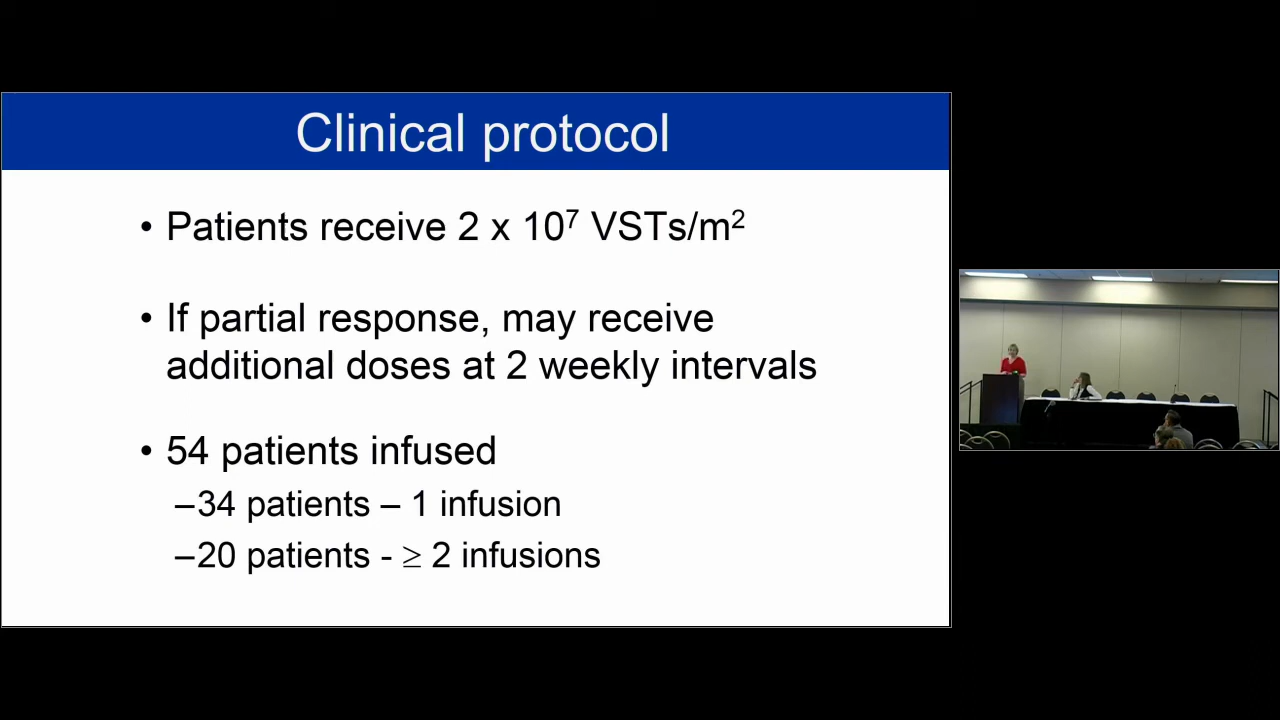 Clinical protocol
• Patients receive 2 x 10⁷ VSTs/m²
• If partial response, may receive
additional doses at 2 weekly intervals
• 54 patients infused
–34 patients – 1 infusion
–20 patients - ≥ 2 infusions